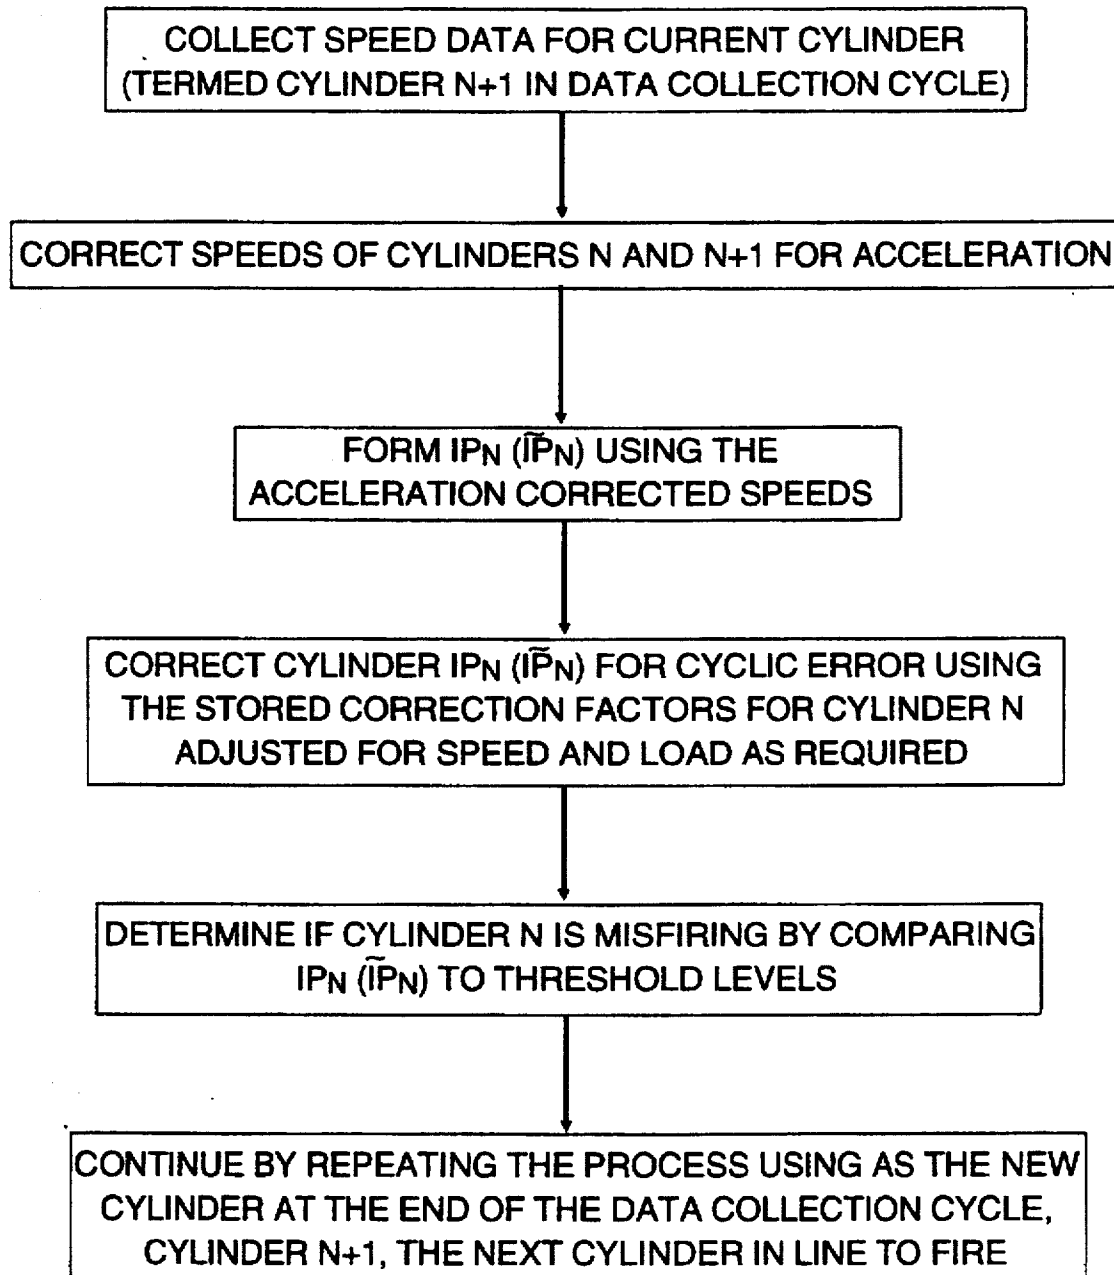 COLLECT SPEED DATA FOR CURRENT CYLINDER
(TERMED CYLINDER N+1 IN DATA COLLECTION CYCLE)
CORRECT SPEEDS OF CYLINDERS N AND N+1 FOR ACCELERATION
FORM IPN (I͠PN) USING THE
ACCELERATION CORRECTED SPEEDS
CORRECT CYLINDER IPN (I͠PN) FOR CYCLIC ERROR USING
THE STORED CORRECTION FACTORS FOR CYLINDER N
ADJUSTED FOR SPEED AND LOAD AS REQUIRED
DETERMINE IF CYLINDER N IS MISFIRING BY COMPARING
IPN (I͠PN) TO THRESHOLD LEVELS
CONTINUE BY REPEATING THE PROCESS USING AS THE NEW
CYLINDER AT THE END OF THE DATA COLLECTION CYCLE,
CYLINDER N+1, THE NEXT CYLINDER IN LINE TO FIRE